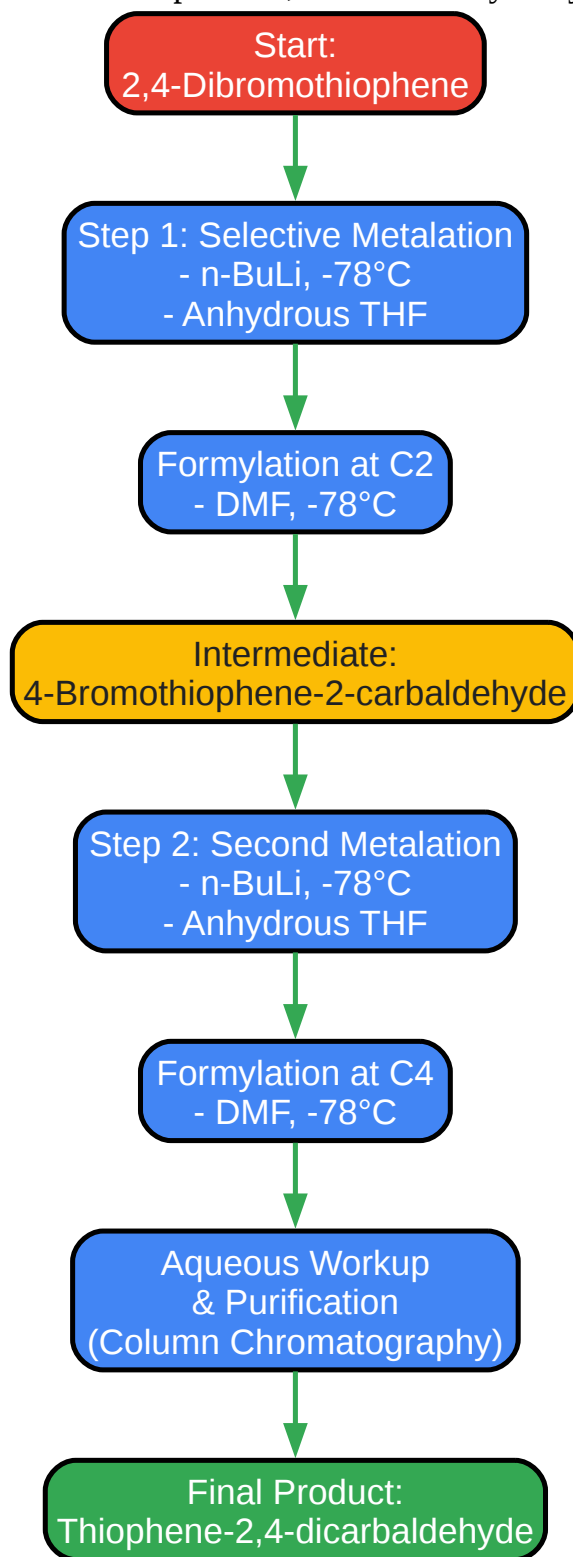 Start:
2,4-Dibromothiophene
Step 1: Selective Metalation
- n-BuLi, -78°C
- Anhydrous THF
Formylation at C2
- DMF, -78°C
Intermediate:
4-Bromothiophene-2-carbaldehyde
Step 2: Second Metalation
- n-BuLi, -78°C
- Anhydrous THF
Formylation at C4
- DMF, -78°C
Aqueous Workup
& Purification
(Column Chromatography)
Final Product:
Thiophene-2,4-dicarbaldehyde